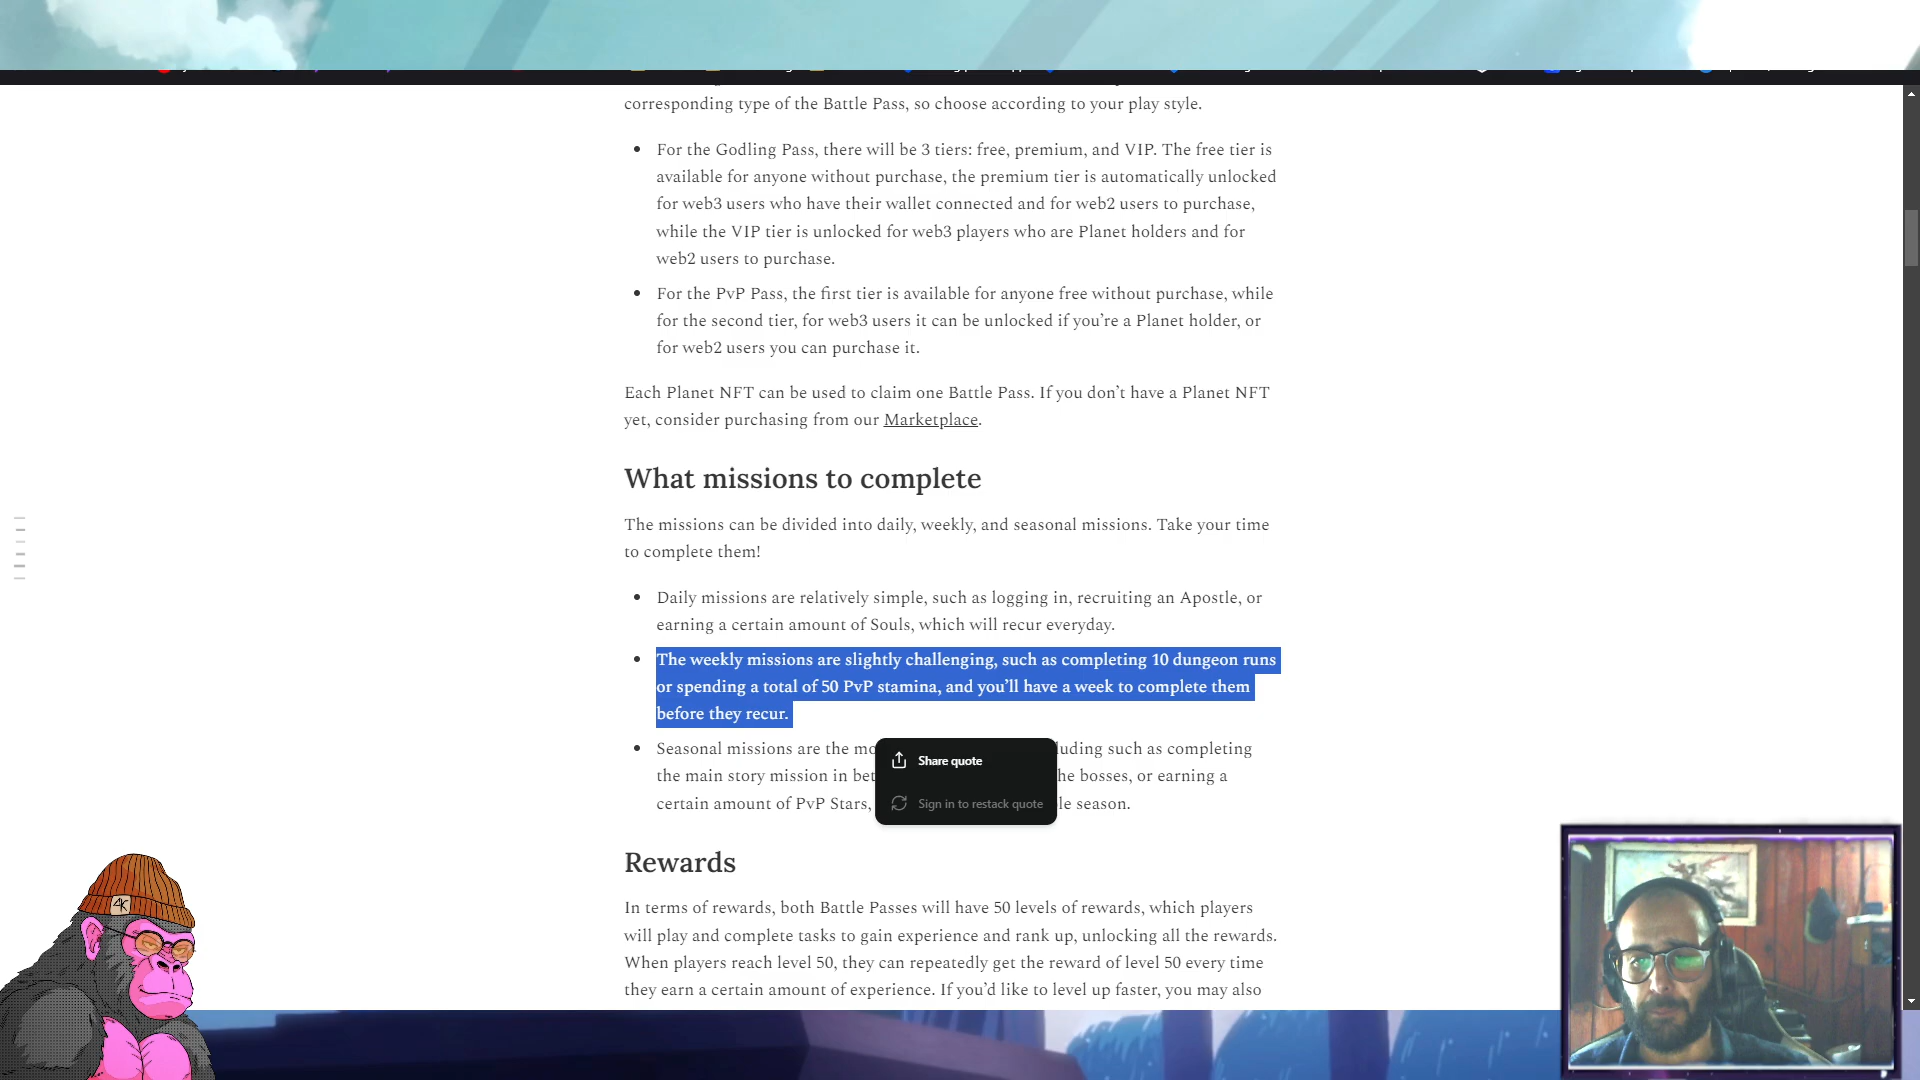 corresponding type of the Battle Pass, so choose according to your play style.
For the Godling Pass, there will be 3 tiers: free, premium, and VIP. The free tier is
available for anyone without purchase, the premium tier is automatically unlocked
for web3 users who have their wallet connected and for web2 users to purchase,
while the VIP tier is unlocked for web3 players who are Planet holders and for
web2 users to purchase.
For the PvP Pass, the first tier is available for anyone free without purchase, while
for the second tier, for web3 users it can be unlocked if you’re a Planet holder, or
for web2 users you can purchase it.
Each Planet NFT can be used to claim one Battle Pass. If you don’t have a Planet NFT
yet, consider purchasing from our Marketplace.
What missions to complete
The missions can be divided into daily, weekly, and seasonal missions. Take your time
to complete them!
Daily missions are relatively simple, such as logging in, recruiting an Apostle, or
earning a certain amount of Souls, which will recur everyday.
The weekly missions are slightly challenging, such as completing 10 dungeon runs
or spending a total of 50 PvP stamina, and you’ll have a week to complete them
before they recur.
Seasonal missions are the such as completing
the main story mission in the bosses, or earning a
certain amount of PvP Stars, season.
Share quote
Sign in to restack quote
Rewards
In terms of rewards, both Battle Passes will have 50 levels of rewards, which players
will play and complete tasks to gain experience and rank up, unlocking all the rewards.
When players reach level 50, they can repeatedly get the reward of level 50 every time
they earn a certain amount of experience. If you’d like to level up faster, you may also
4K